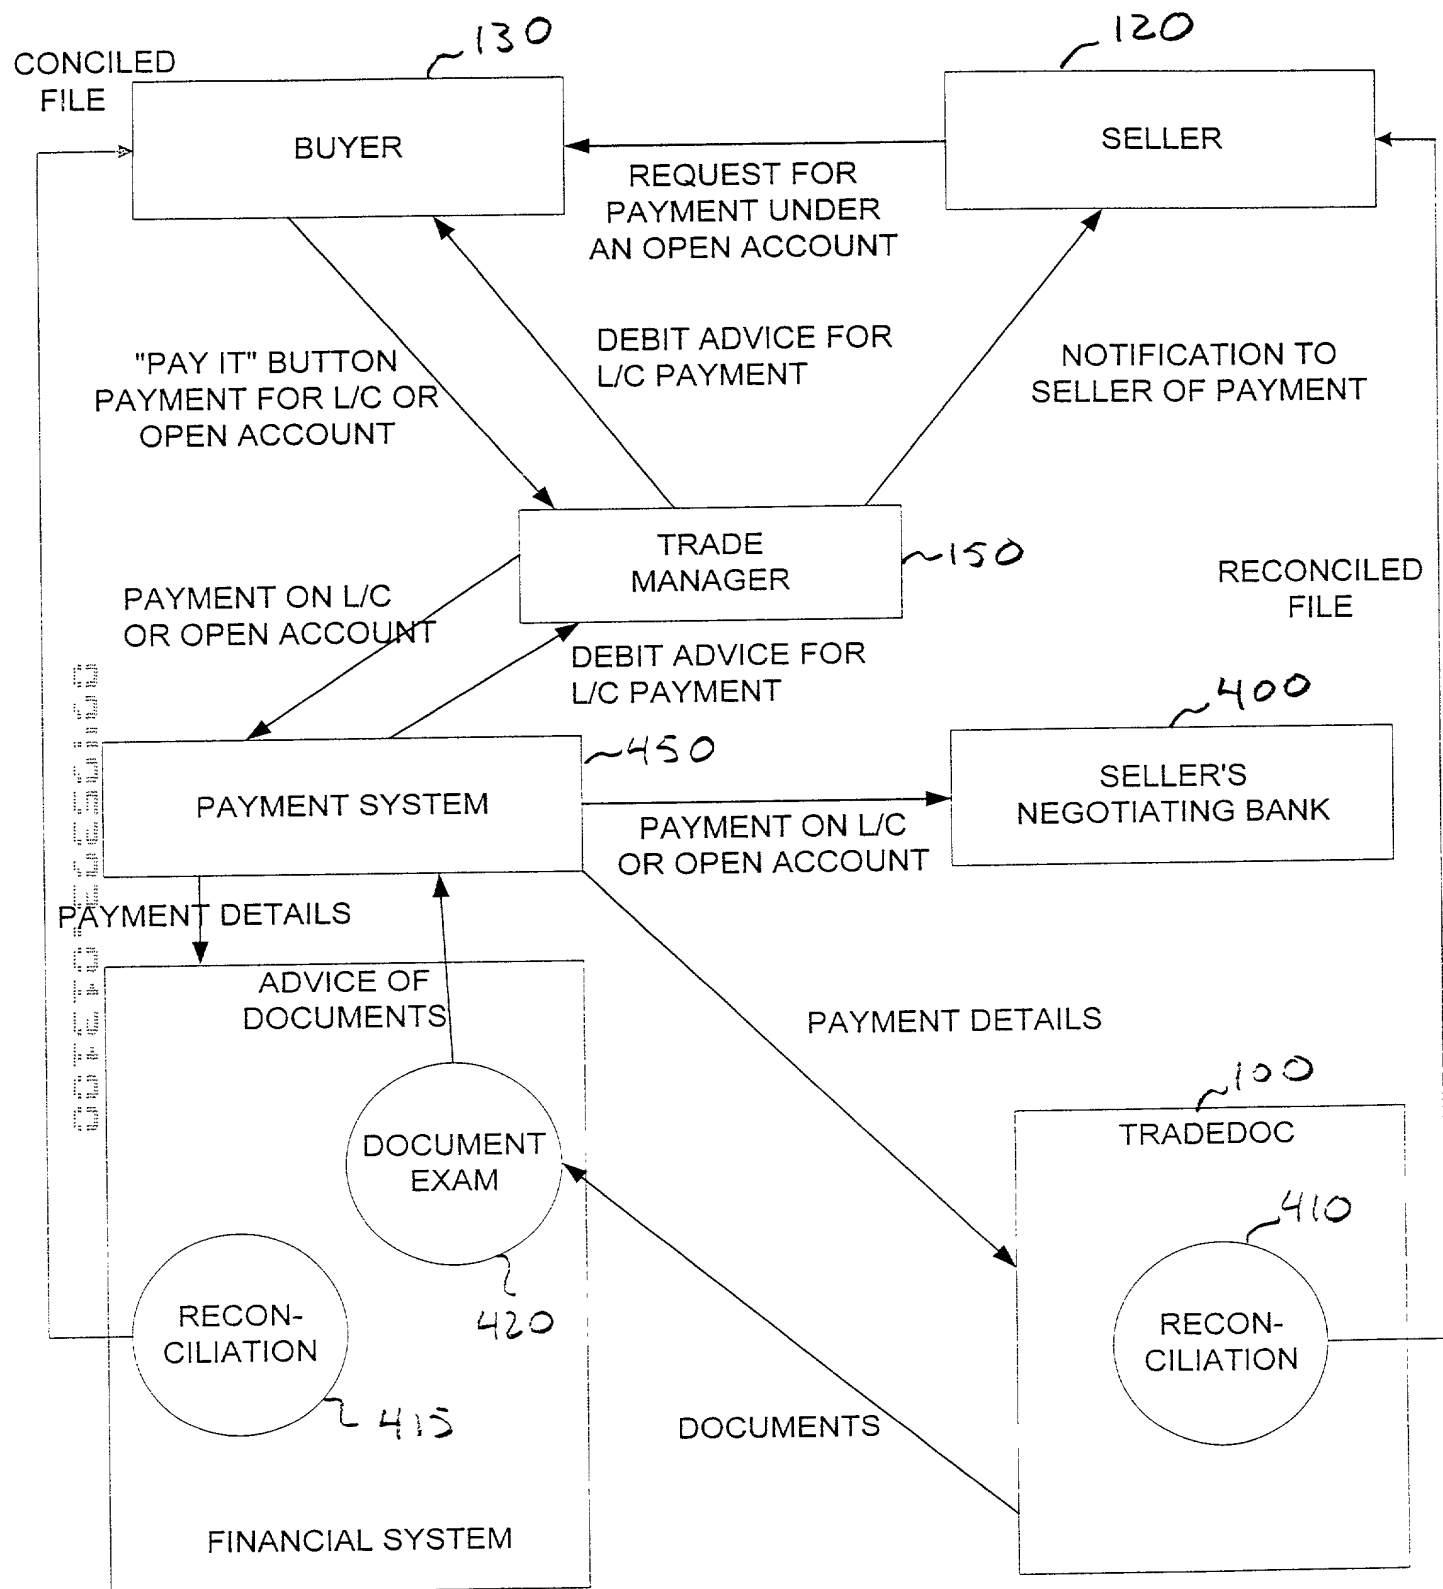 130
120
CONCILED
FILE
BUYER
SELLER
REQUEST FOR
PAYMENT UNDER
AN OPEN ACCOUNT
"PAY IT" BUTTON
PAYMENT FOR L/C OR
OPEN ACCOUNT
DEBIT ADVICE FOR
L/C PAYMENT
NOTIFICATION TO
SELLER OF PAYMENT
TRADE
MANAGER
150
PAYMENT ON L/C
OR OPEN ACCOUNT
RECONCILED
FILE
DEBIT ADVICE FOR
L/C PAYMENT
400
450
PAYMENT SYSTEM
SELLER'S
NEGOTIATING BANK
PAYMENT ON L/C
OR OPEN ACCOUNT
PAYMENT DETAILS
ADVICE OF
DOCUMENTS
PAYMENT DETAILS
100
TRADEDOC
DOCUMENT
EXAM
410
420
RECON-
CILIATION
RECON-
CILIATION
415
DOCUMENTS
FINANCIAL SYSTEM